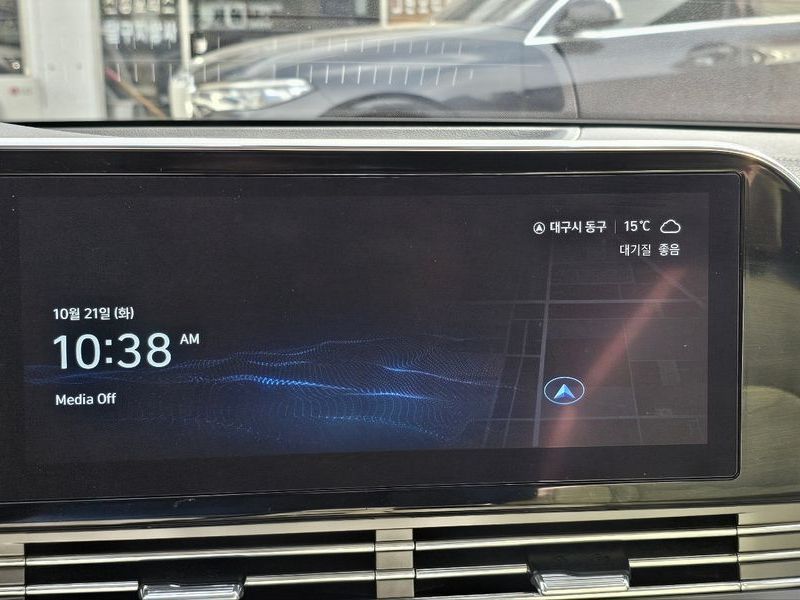 대구시 동구 | 15℃
대기질 좋음
10월 21일 (화)
10:38 AM
Media Off